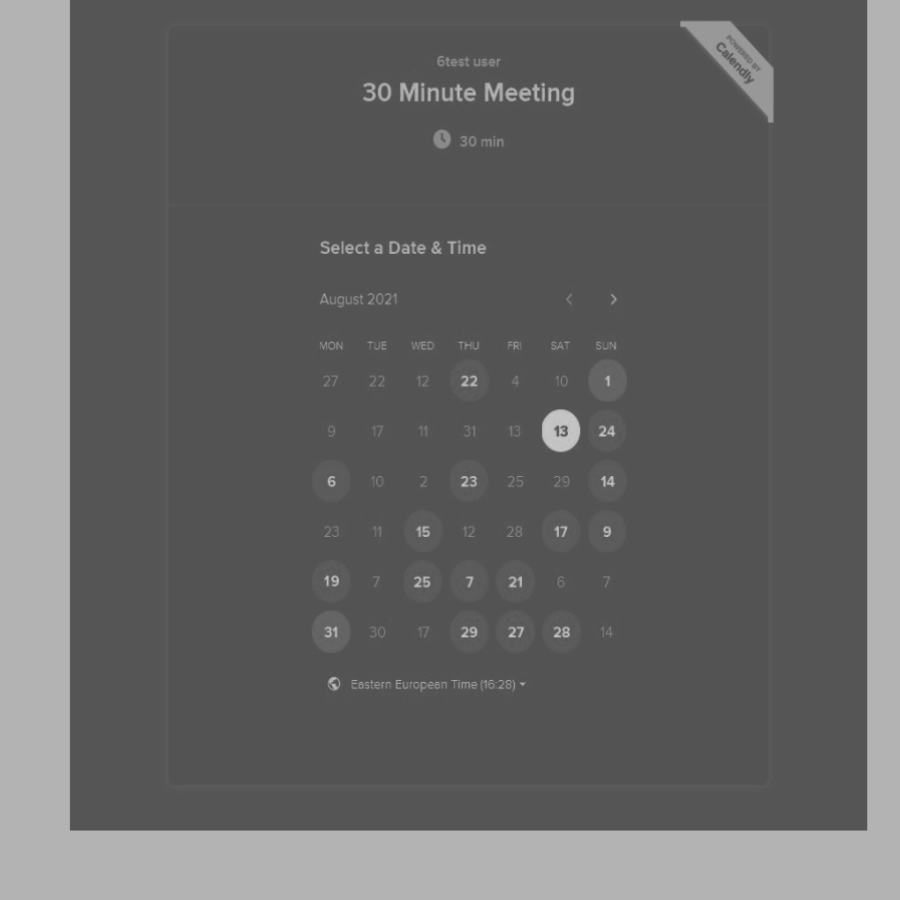 POWERED BY
Calendly
6test user
30 Minute Meeting
30 min
Select a Date & Time
August 2021
MON TUE WED THU FRI SAT SUN
27 22 12 22 4 10 1
9 17 11 31 13 13 24
6 10 2 23 25 29 14
23 11 15 12 28 17 9
19 7 25 7 21 6 7
31 30 17 29 27 28 14
Eastern European Time (16:28)